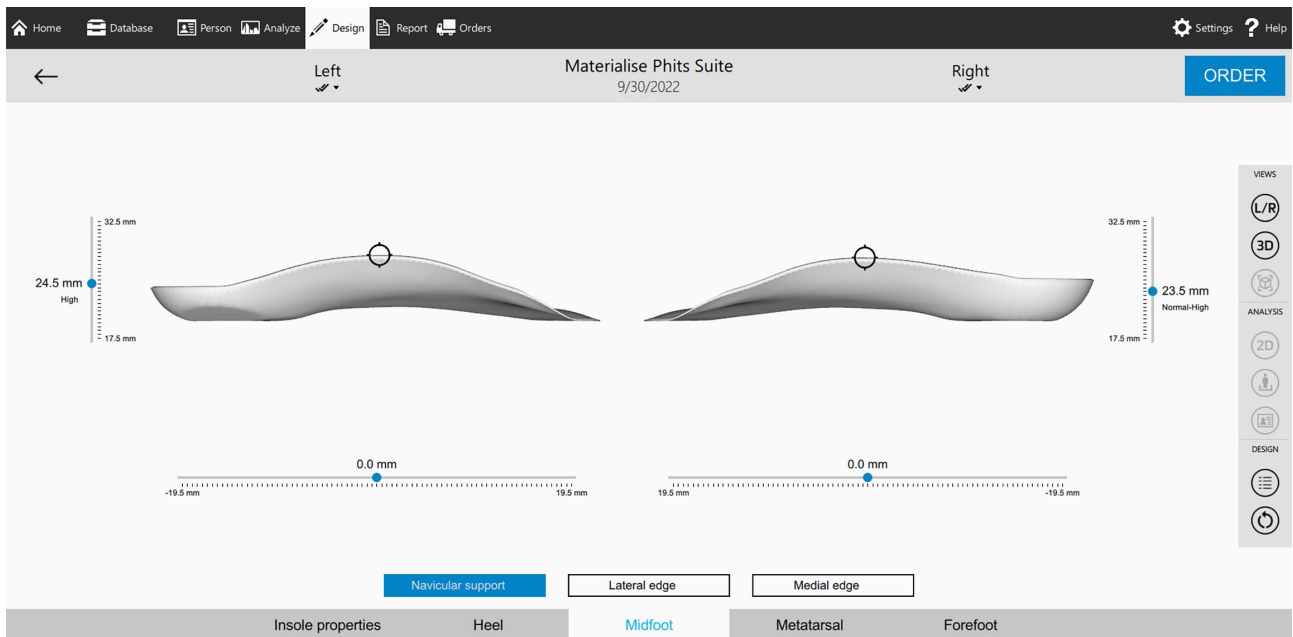 Home Database Person Analyze Design Report Orders Settings ? Help
Left Materialise Phits Suite Right ORDER
9/30/2022
VIEWS
L/R
3D
ANALYSIS
2D
DESIGN
32.5 mm
24.5 mm
High
17.5 mm
32.5 mm
23.5 mm
Normal-High
17.5 mm
0.0 mm
-19.5 mm 19.5 mm
0.0 mm
19.5 mm -19.5 mm
Navicular support Lateral edge Medial edge
Insole properties Heel Midfoot Metatarsal Forefoot